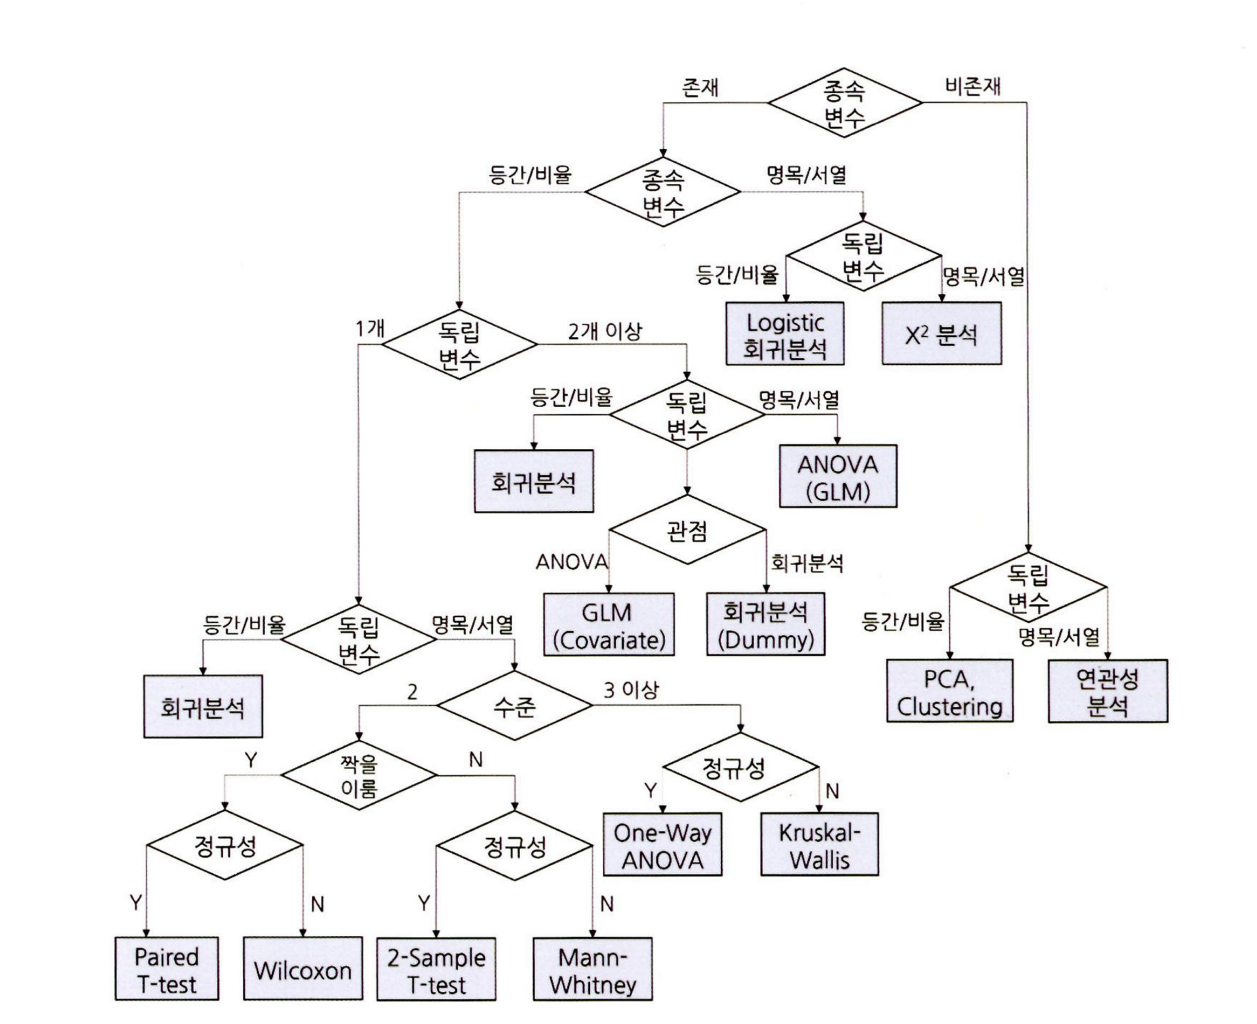 존재
종속
변수
비존재
등간/비율
종속
변수
명목/서열
독립
변수
등간/비율
명목/서열
Logistic
회귀분석
X² 분석
1개
독립
변수
2개 이상
등간/비율
독립
변수
명목/서열
회귀분석
ANOVA
(GLM)
관점
ANOVA
회귀분석
GLM
(Covariate)
회귀분석
(Dummy)
독립
변수
등간/비율
명목/서열
PCA,
Clustering
연관성
분석
등간/비율
독립
변수
명목/서열
회귀분석
2
수준
3 이상
Y
짝을
이룸
N
정규성
Y
N
One-Way
ANOVA
Kruskal-
Wallis
정규성
Y
N
정규성
Y
N
Paired
T-test
Wilcoxon
2-Sample
T-test
Mann-
Whitney